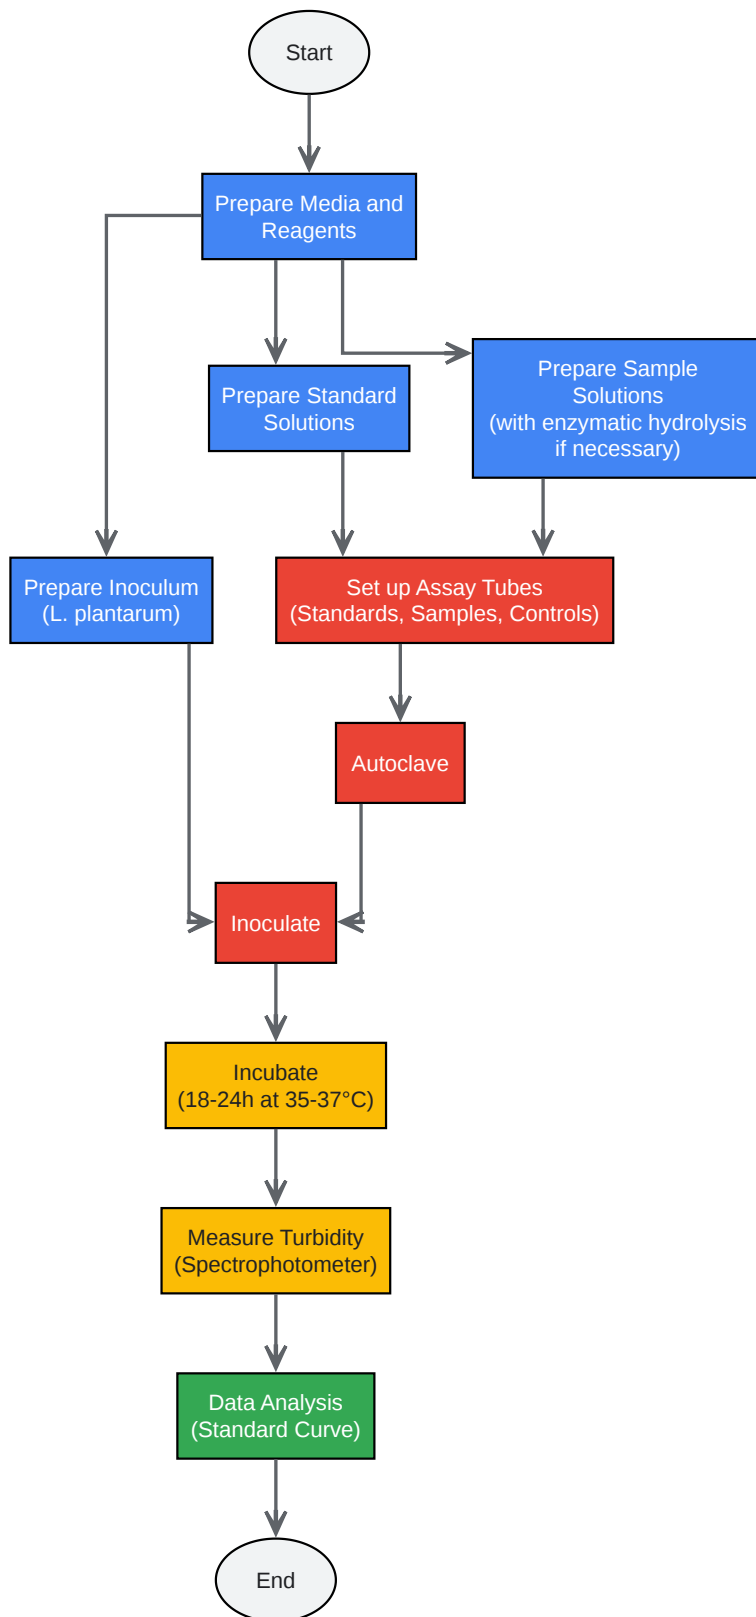 Start
Prepare Media and
Reagents
Prepare Standard
Solutions
Prepare Sample
Solutions
(with enzymatic hydrolysis
if necessary)
Prepare Inoculum
(L. plantarum)
Set up Assay Tubes
(Standards, Samples, Controls)
Autoclave
Inoculate
Incubate
(18-24h at 35-37°C)
Measure Turbidity
(Spectrophotometer)
Data Analysis
(Standard Curve)
End